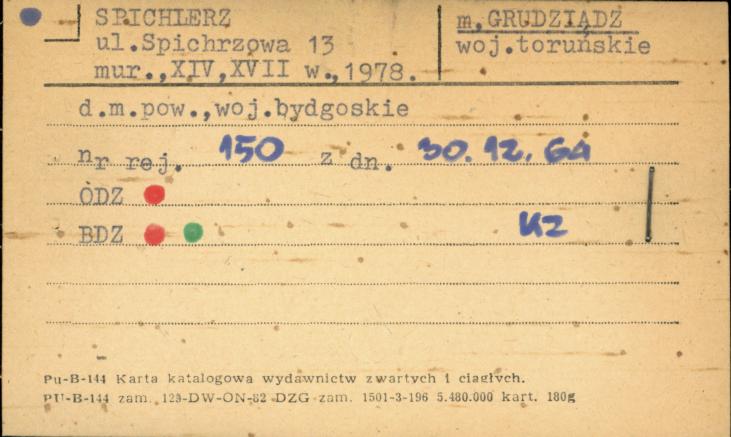 SPICHLERZ
ul.Spichrzowa 13
mur.,XIV,XVII w.,1978.
m.GRUDZIĄDZ
woj.toruńskie
d.m.pow.,woj.bydgoskie
nr rej. 150 z dn. 30.12.64
ODZ
BDZ KZ
Pu-B-144 Karta katalogowa wydawnictw zwartych i ciągłych.
PU-B-144 zam. 123-DW-ON-82 DZG zam. 1501-3-196 5.480.000 kart. 180g